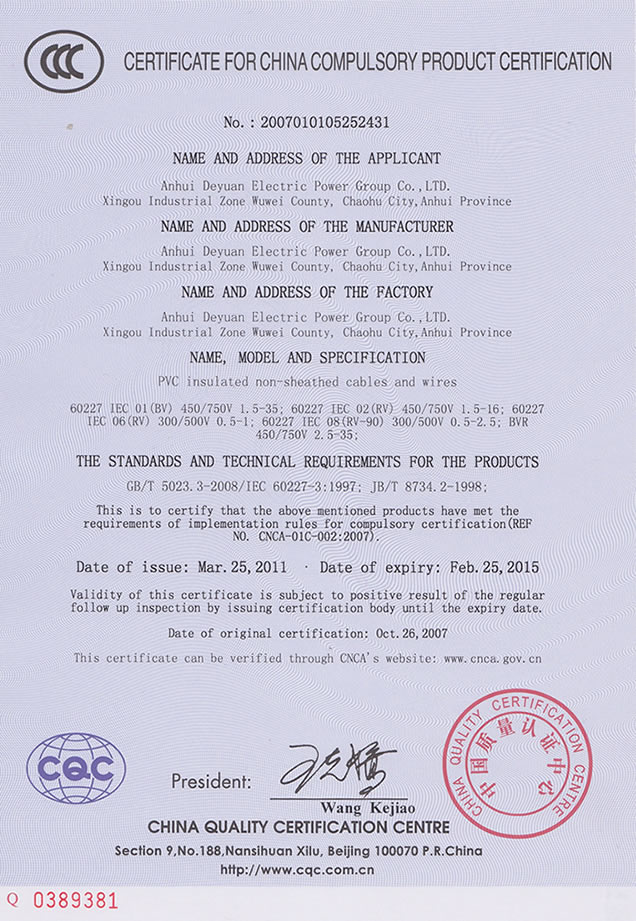 CCC
CERTIFICATE FOR CHINA COMPULSORY PRODUCT CERTIFICATION
No.: 2007010105252431
NAME AND ADDRESS OF THE APPLICANT
Anhui Deyuan Electric Power Group Co.,LTD.
Xingou Industrial Zone Wuwei County, Chaohu City,Anhui Province
NAME AND ADDRESS OF THE MANUFACTURER
Anhui Deyuan Electric Power Group Co.,LTD.
Xingou Industrial Zone Wuwei County, Chaohu City,Anhui Province
NAME AND ADDRESS OF THE FACTORY
Anhui Deyuan Electric Power Group Co.,LTD.
Xingou Industrial Zone Wuwei County, Chaohu City,Anhui Province
NAME, MODEL AND SPECIFICATION
PVC insulated non-sheathed cables and wires
60227 IEC 01(BV) 450/750V 1.5-35; 60227 IEC 02(RV) 450/750V 1.5-16; 60227
IEC 06(RV) 300/500V 0.5-1; 60227 IEC 08(RV-90) 300/500V 0.5-2.5; BVR
450/750V 2.5-35;
THE STANDARDS AND TECHNICAL REQUIREMENTS FOR THE PRODUCTS
GB/T 5023.3-2008/IEC 60227-3:1997; JB/T 8734.2-1998;
This is to certify that the above mentioned products have met the
requirements of implementation rules for compulsory certification(REF
NO. CNCA-01C-002:2007).
Date of issue: Mar.25,2011 · Date of expiry: Feb.25,2015
Validity of this certificate is subject to positive result of the regular
follow up inspection by issuing certification body until the expiry date.
Date of original certification: Oct.26,2007
This certificate can be verified through CNCA's website: www.cnca.gov.cn
CHINA QUALITY CERTIFICATION CENTRE
中国质量认证中心
CQC
President:
王克娇
Wang Kejiao
CHINA QUALITY CERTIFICATION CENTRE
Section 9,No.188,Nansihuan Xilu, Beijing 100070 P.R.China
http://www.cqc.com.cn
Q 0389381